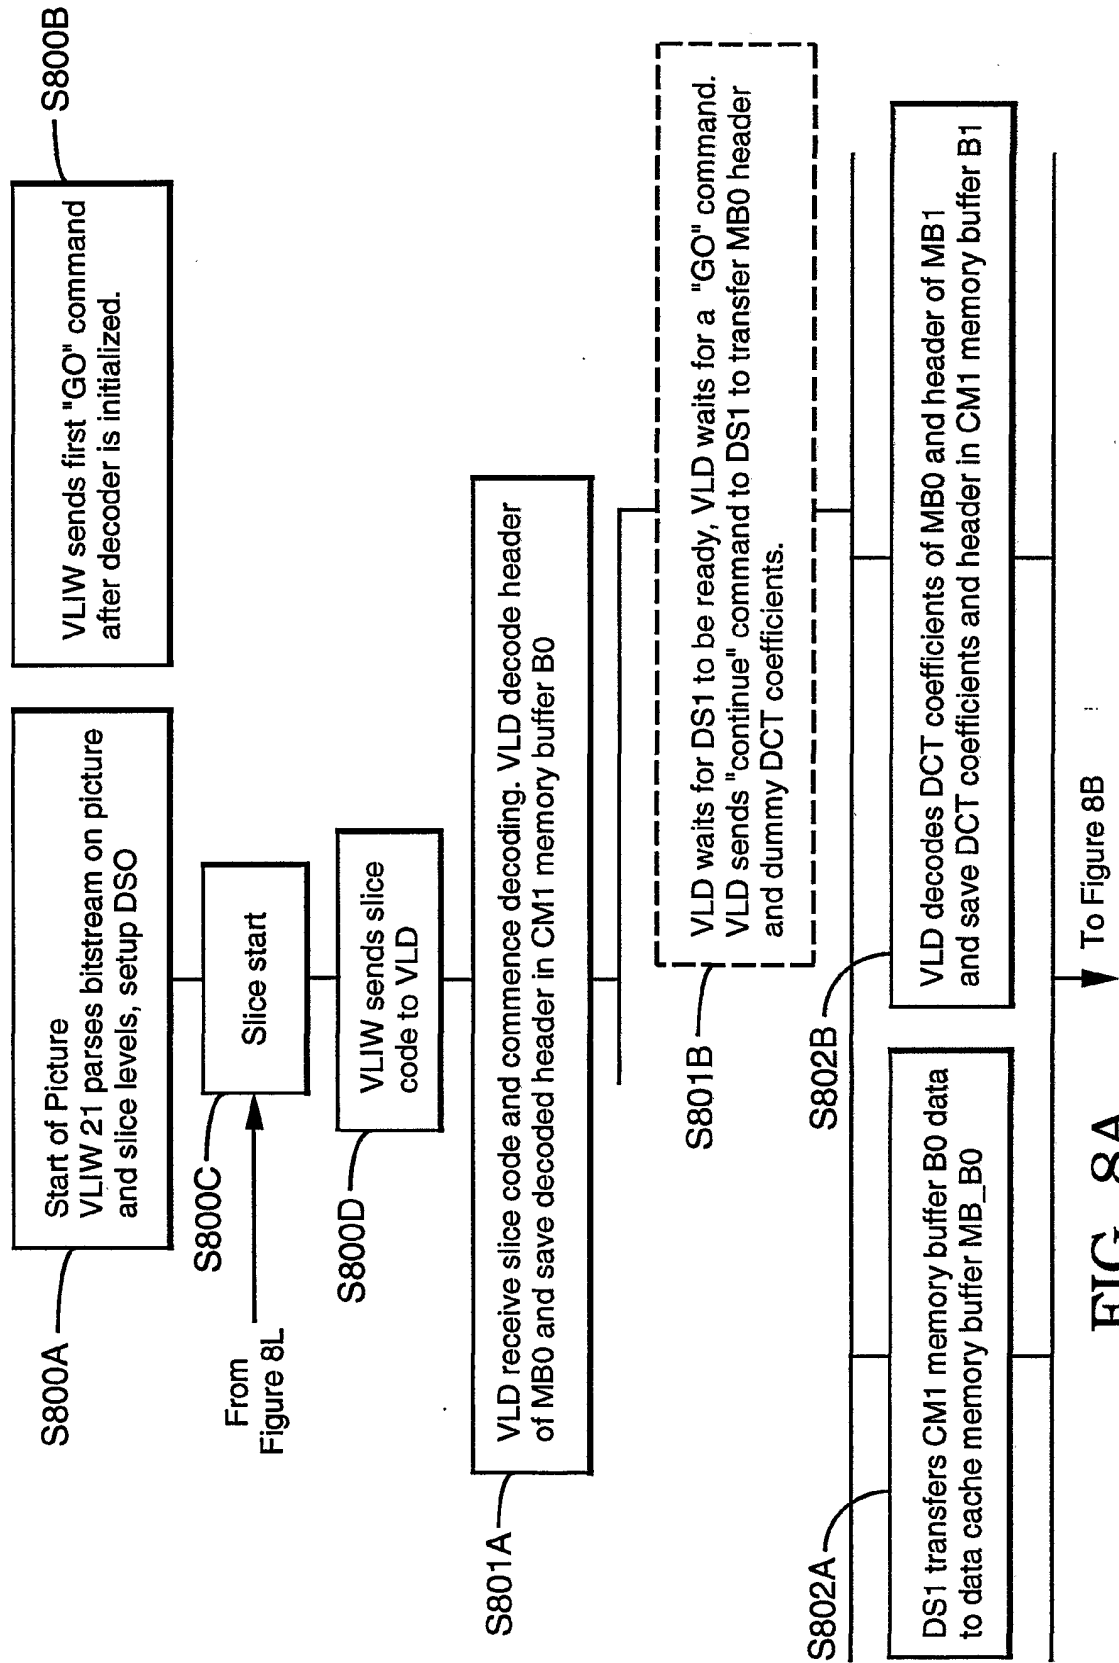 S800A
Start of Picture
VLIW 21 parses bitstream on picture
and slice levels, setup DSO
VLIW sends first "GO" command
after decoder is initialized.
S800B
S800C
From
Figure 8L
Slice start
S800D
VLIW sends slice
code to VLD
S801A
VLD receive slice code and commence decoding. VLD decode header
of MB0 and save decoded header in CM1 memory buffer B0
S801B
VLD waits for DS1 to be ready, VLD waits for a "GO" command.
VLD sends "continue" command to DS1 to transfer MB0 header
and dummy DCT coefficients.
S802A
DS1 transfers CM1 memory buffer B0 data
to data cache memory buffer MB_B0
S802B
VLD decodes DCT coefficients of MB0 and header of MB1
and save DCT coefficients and header in CM1 memory buffer B1
To Figure 8B
FIG. 8A